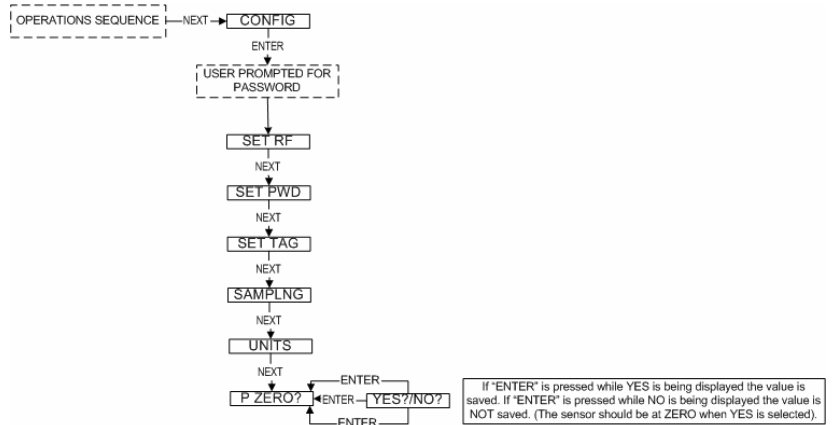 OPERATIONS SEQUENCE
NEXT
CONFIG
ENTER
USER PROMPTED FOR
PASSWORD
SET RF
NEXT
SET PWD
NEXT
SET TAG
NEXT
SAMPLNG
NEXT
UNITS
NEXT
P ZERO?
ENTER
ENTER
YES?/NO?
ENTER
If “ENTER” is pressed while YES is being displayed the value is
saved. If “ENTER” is pressed while NO is being displayed the value is
NOT saved. (The sensor should be at ZERO when YES is selected).